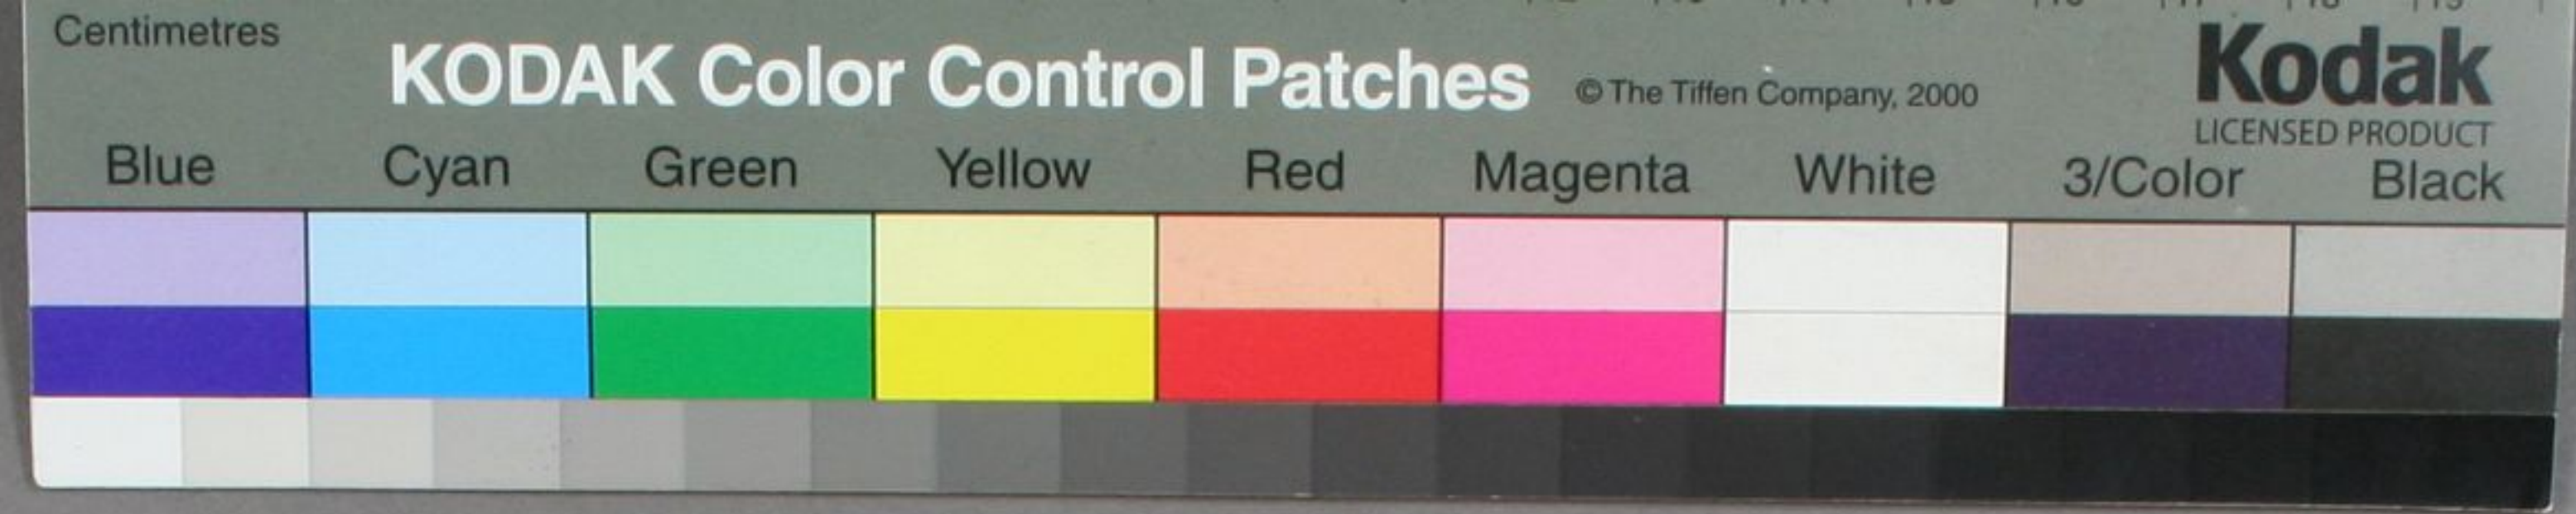 Centimetres
KODAK Color Control Patches
© The Tiffen Company, 2000
Kodak
LICENSED PRODUCT
Blue Cyan Green Yellow Red Magenta White 3/Color Black